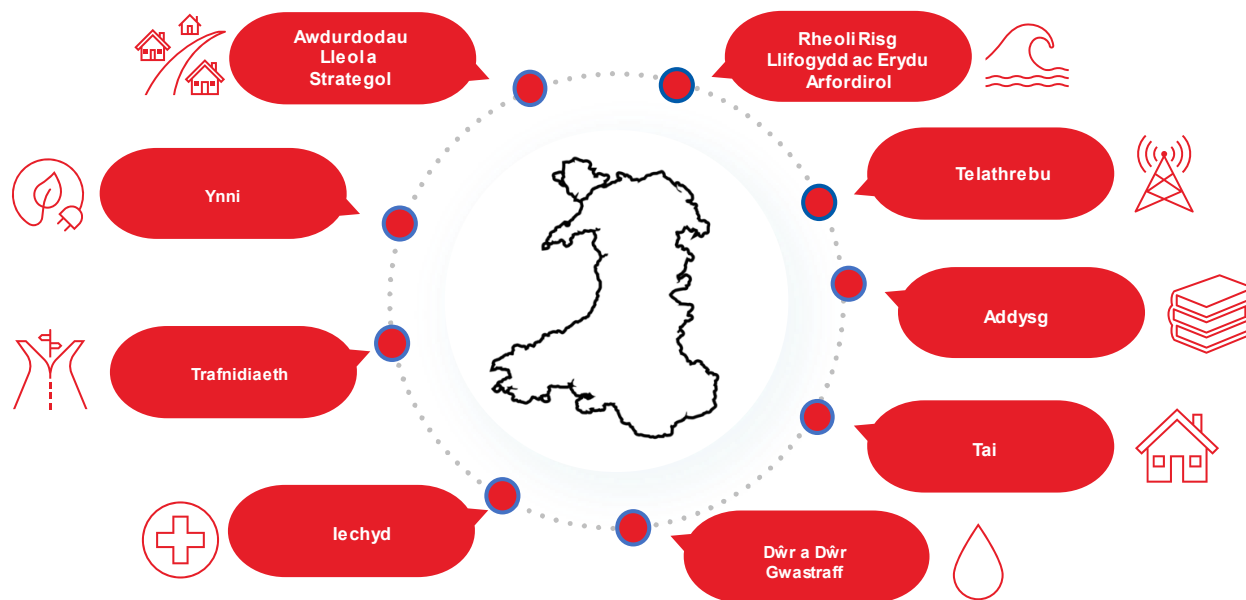 Awdurdodau
Lleol a
Strategol
Rheoli Risg
Llifogydd ac Erydu
Arfordirol
Ynni
Telathrebu
Trafnidiaeth
Addysg
Iechyd
Tai
Dŵr a Dŵr
Gwastraff